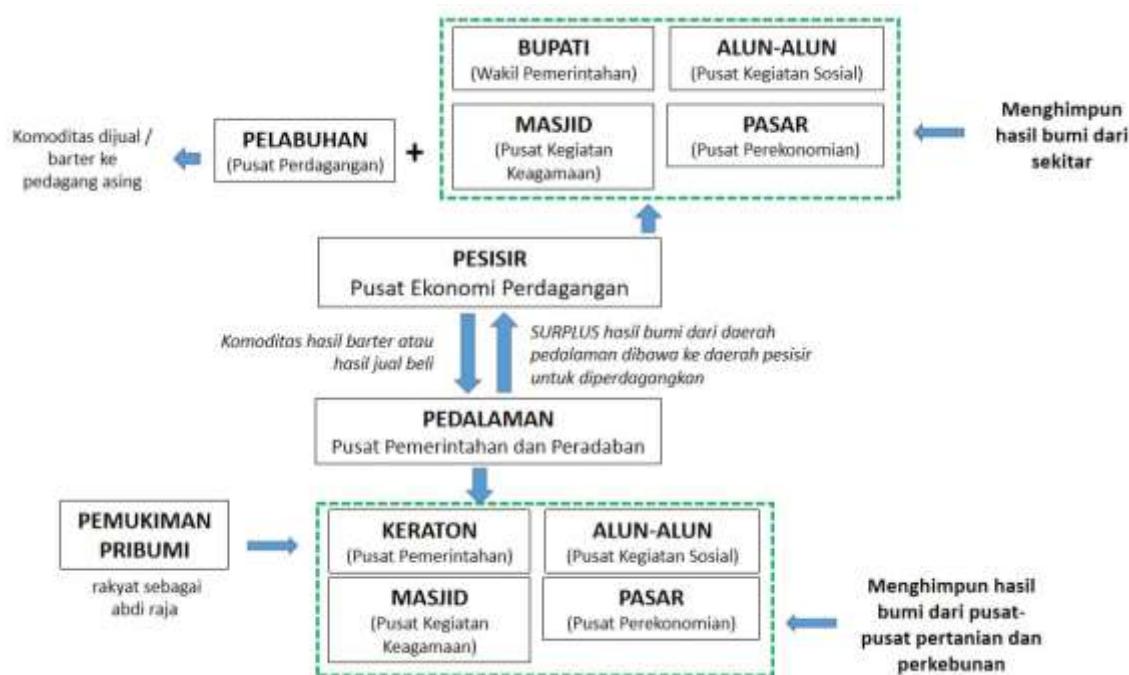 BUPATI
(Wakil Pemerintahan)
ALUN-ALUN
(Pusat Kegiatan Sosial)
MASJID
(Pusat Kegiatan
Keagamaan)
PASAR
(Pusat Perekonomian)
Menghimpun
hasil bumi dari
sekitar
Komoditas dijual /
barter ke
pedagang asing
PELABUHAN
(Pusat Perdagangan)
+
PESISIR
Pusat Ekonomi Perdagangan
Komoditas hasil barter atau
hasil jual beli
SURPLUS hasil bumi dari daerah
pedalaman dibawa ke daerah pesisir
untuk diperdagangkan
PEDALAMAN
Pusat Pemerintahan dan Peradaban
PEMUKIMAN
PRIBUMI
rakyat sebagai
abdi raja
KERATON
(Pusat Pemerintahan)
ALUN-ALUN
(Pusat Kegiatan Sosial)
MASJID
(Pusat Kegiatan
Keagamaan)
PASAR
(Pusat Perekonomian)
Menghimpun hasil
bumi dari pusat-
pusat pertanian dan
perkebunan